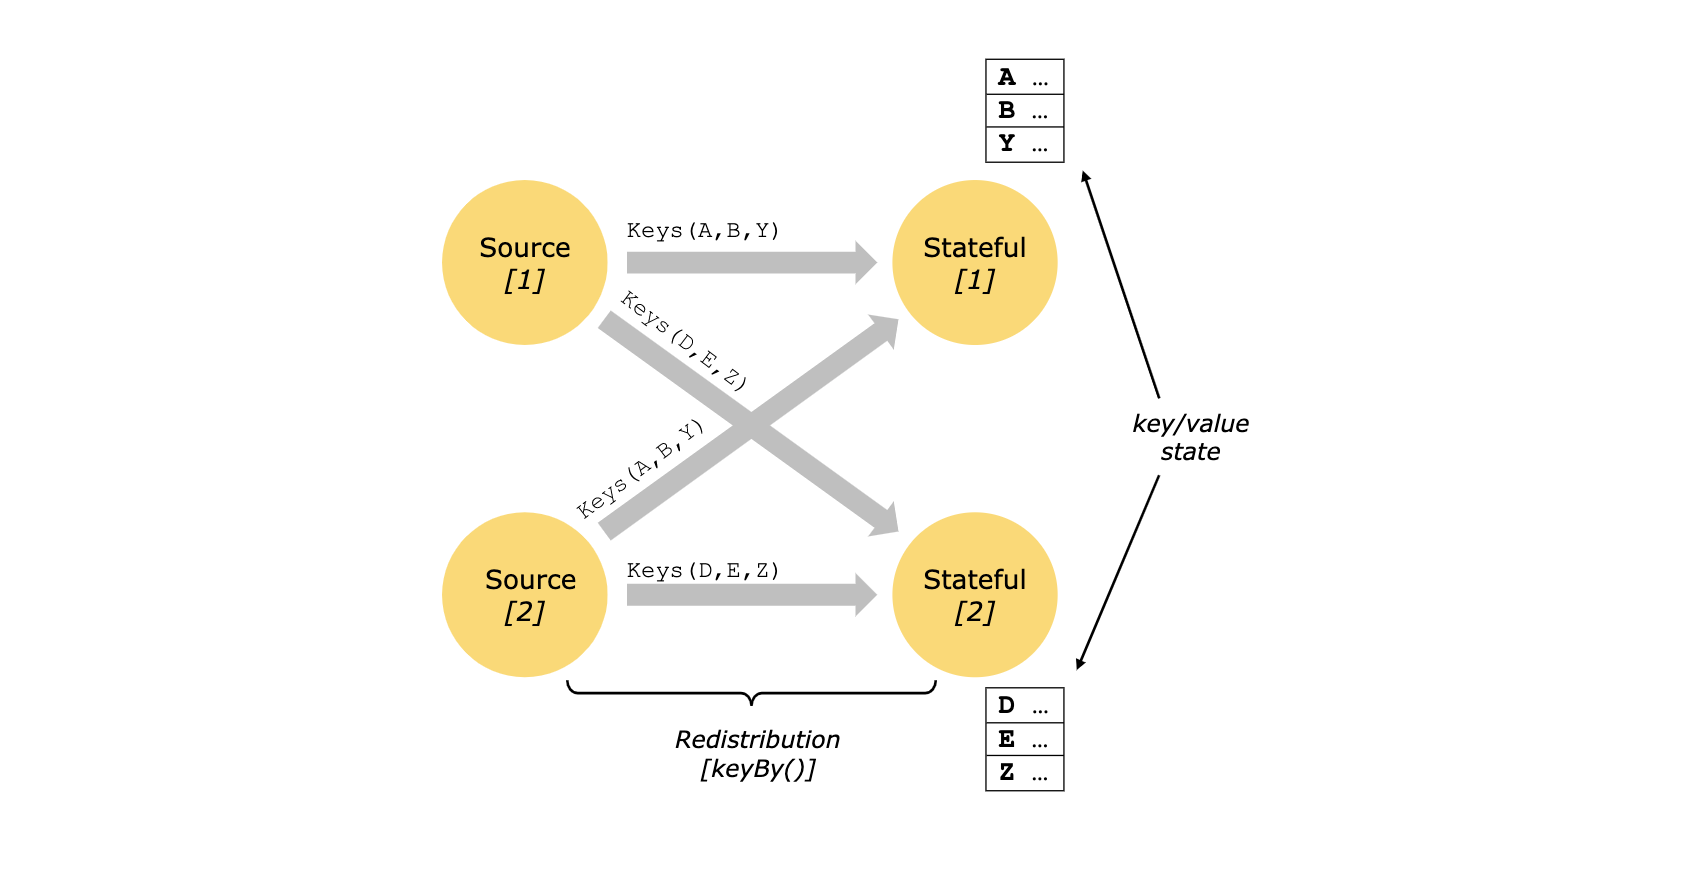 A …
B …
Y …
Source
[1]
Keys(A,B,Y)
Stateful
[1]
Keys(D,E,Z)
key/value
state
Keys(A,B,Y)
Source
[2]
Keys(D,E,Z)
Stateful
[2]
D …
E …
Z …
Redistribution
[keyBy()]